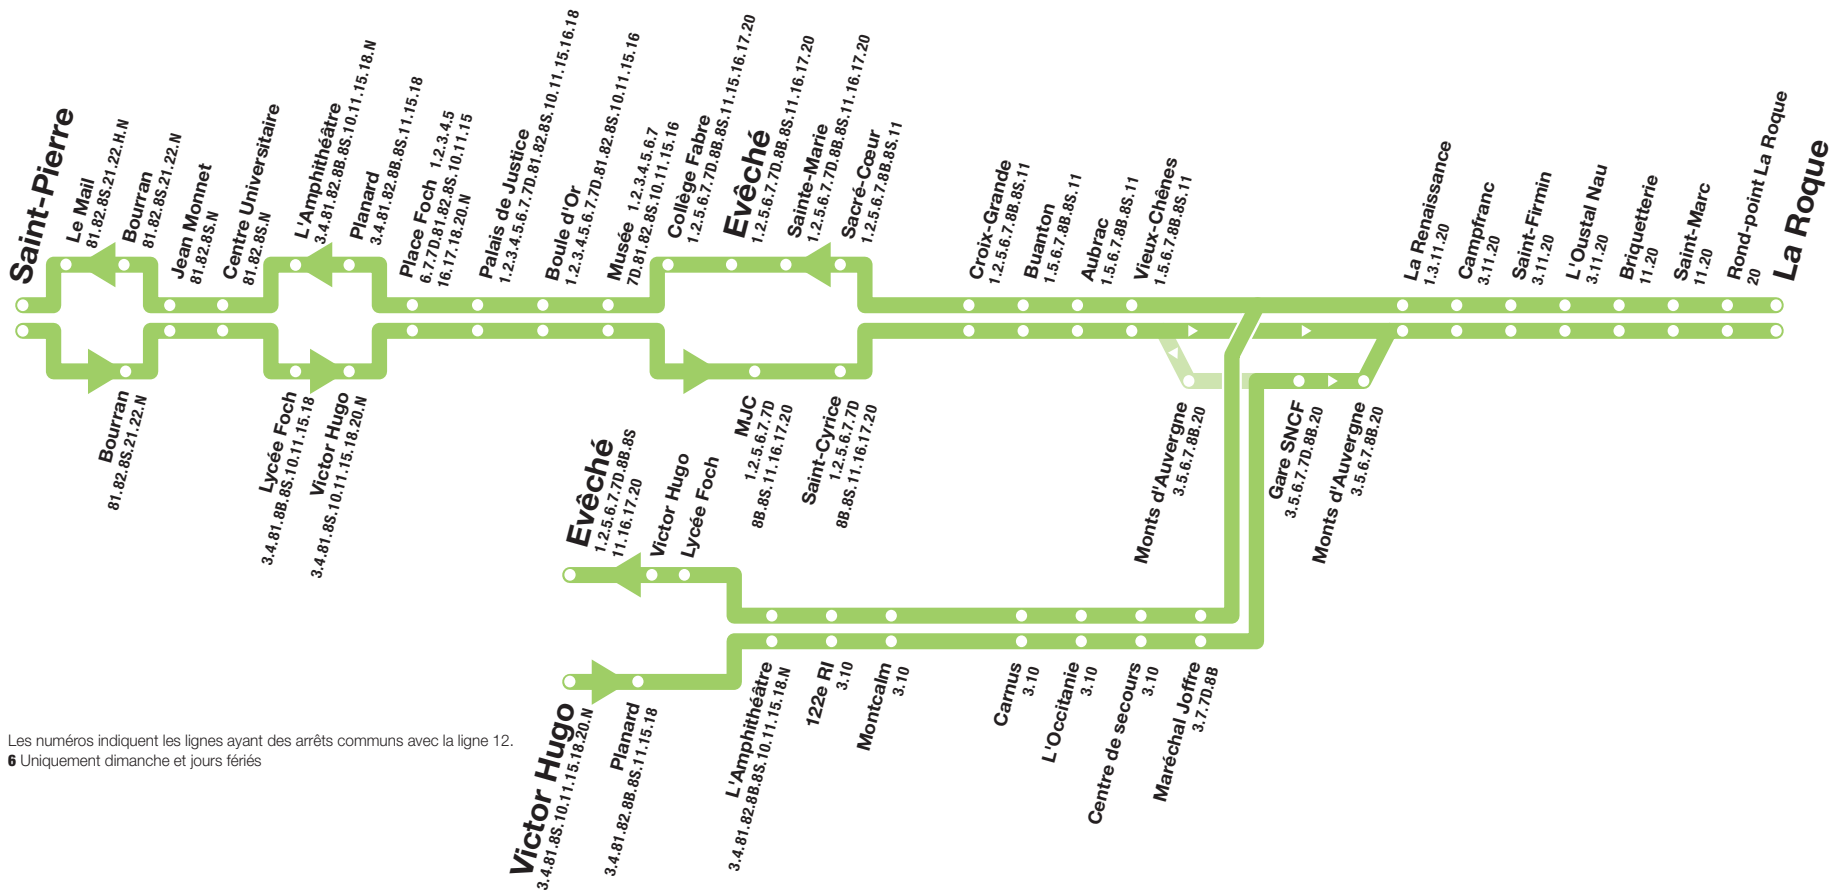 Saint-Pierre
Le Mail
81.82.8S.21.22.H.N
Bourran
81.82.8S.21.22.N
Jean Monnet
81.82.8S.N
Centre Universitaire
81.82.8S.N
L'Amphithéâtre
3.4.81.82.8B.8S.10.11.15.18.N
Planard
3.4.81.82.8B.8S.11.15.18
Place Foch 1.2.3.4.5
6.7.7D.81.82.8S.10.11.15
16.17.18.20.N
Palais de Justice
1.2.3.4.5.6.7.7D.81.82.8S.10.11.15.16.18
Boule d'Or
1.2.3.4.5.6.7.7D.81.82.8S.10.11.15.16
Musée 1.2.3.4.5.6.7
7D.81.82.8S.10.11.15.16
Collège Fabre
1.2.5.6.7.7D.8B.8S.11.15.16.17.20
Evêché
1.2.5.6.7.7D.8B.8S.11.16.17.20
Sainte-Marie
1.2.5.6.7.7D.8B.8S.11.16.17.20
Sacré-Cœur
1.2.5.6.7.8B.8S.11
Croix-Grande
1.2.5.6.7.8B.8S.11
Buanton
1.5.6.7.8B.8S.11
Aubrac
1.5.6.7.8B.8S.11
Vieux-Chênes
1.5.6.7.8B.8S.11
La Renaissance
1.3.11.20
Campfranc
3.11.20
Saint-Firmin
3.11.20
L'Oustal Nau
3.11.20
Briquetterie
11.20
Saint-Marc
11.20
Rond-point La Roque
20
La Roque
Bourran
81.82.8S.21.22.N
Lycée Foch
3.4.81.8B.8S.10.11.15.18
Victor Hugo
3.4.81.8S.10.11.15.18.20.N
MJC
1.2.5.6.7.7D
8B.8S.11.16.17.20
Saint-Cyrice
1.2.5.6.7.7D
8B.8S.11.16.17.20
Monts d'Auvergne
3.5.6.7.8B.20
Gare SNCF
3.5.6.7.7D.8B.20
Monts d'Auvergne
3.5.6.7.8B.20
Evêché
1.2.5.6.7.7D.8B.8S
11.16.17.20
Victor Hugo
Lycée Foch
Victor Hugo
3.4.81.8S.10.11.15.18.20.N
Planard
3.4.81.82.8B.8S.11.15.18
L'Amphithéâtre
3.4.81.82.8B.8S.10.11.15.18.N
122e RI
3.10
Montcalm
3.10
Carnus
3.10
L'Occitanie
3.10
Centre de secours
3.10
Maréchal Joffre
3.7.7D.8B
Les numéros indiquent les lignes ayant des arrêts communs avec la ligne 12.
6 Uniquement dimanche et jours fériés